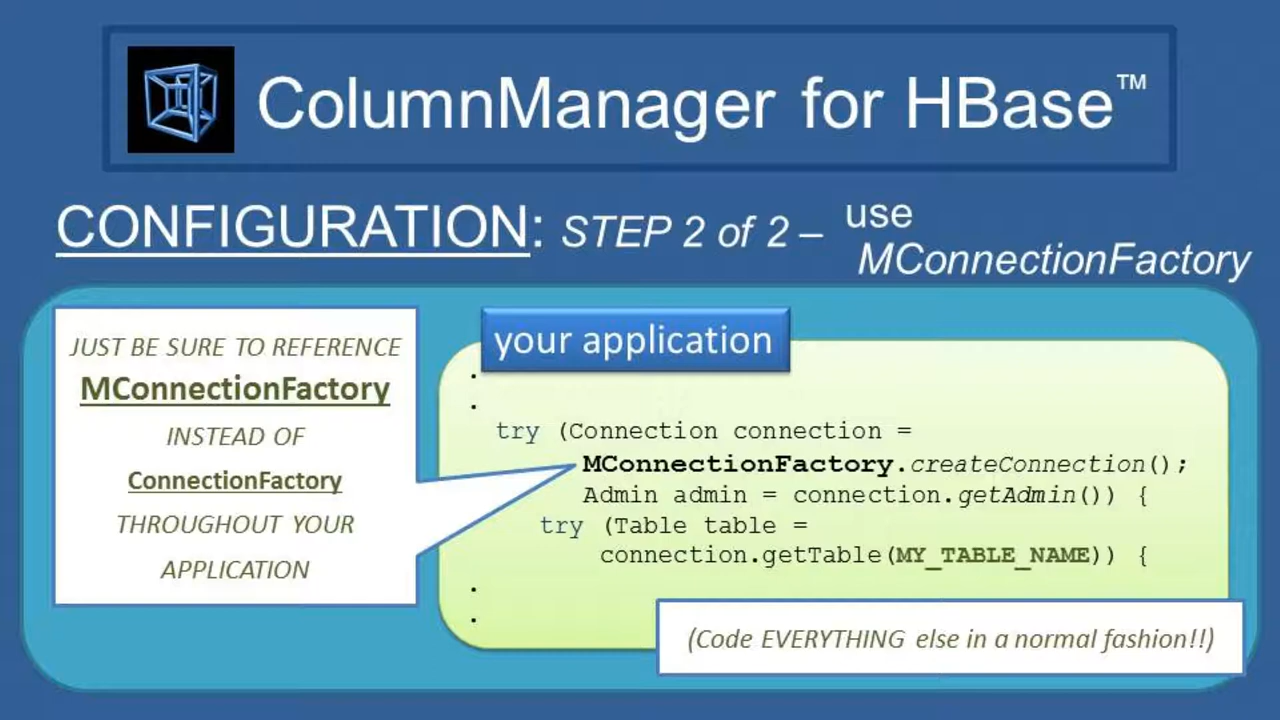 ColumnManager for HBase™
CONFIGURATION: STEP 2 of 2 – use
MConnectionFactory
JUST BE SURE TO REFERENCE
MConnectionFactory
INSTEAD OF
ConnectionFactory
THROUGHOUT YOUR
APPLICATION
your application
.
.
try (Connection connection =
MConnectionFactory.createConnection();
Admin admin = connection.getAdmin()) {
try (Table table =
connection.getTable(MY_TABLE_NAME)) {
.
.
(Code EVERYTHING else in a normal fashion!!)